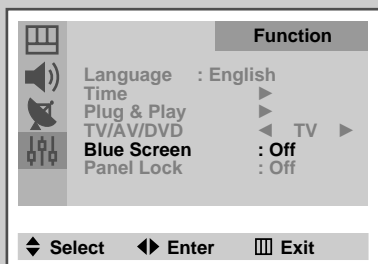 Function
Language : English
Time ▶
Plug & Play ▶
TV/AV/DVD ◀ TV ▶
Blue Screen : Off
Panel Lock : Off
Select Enter Exit